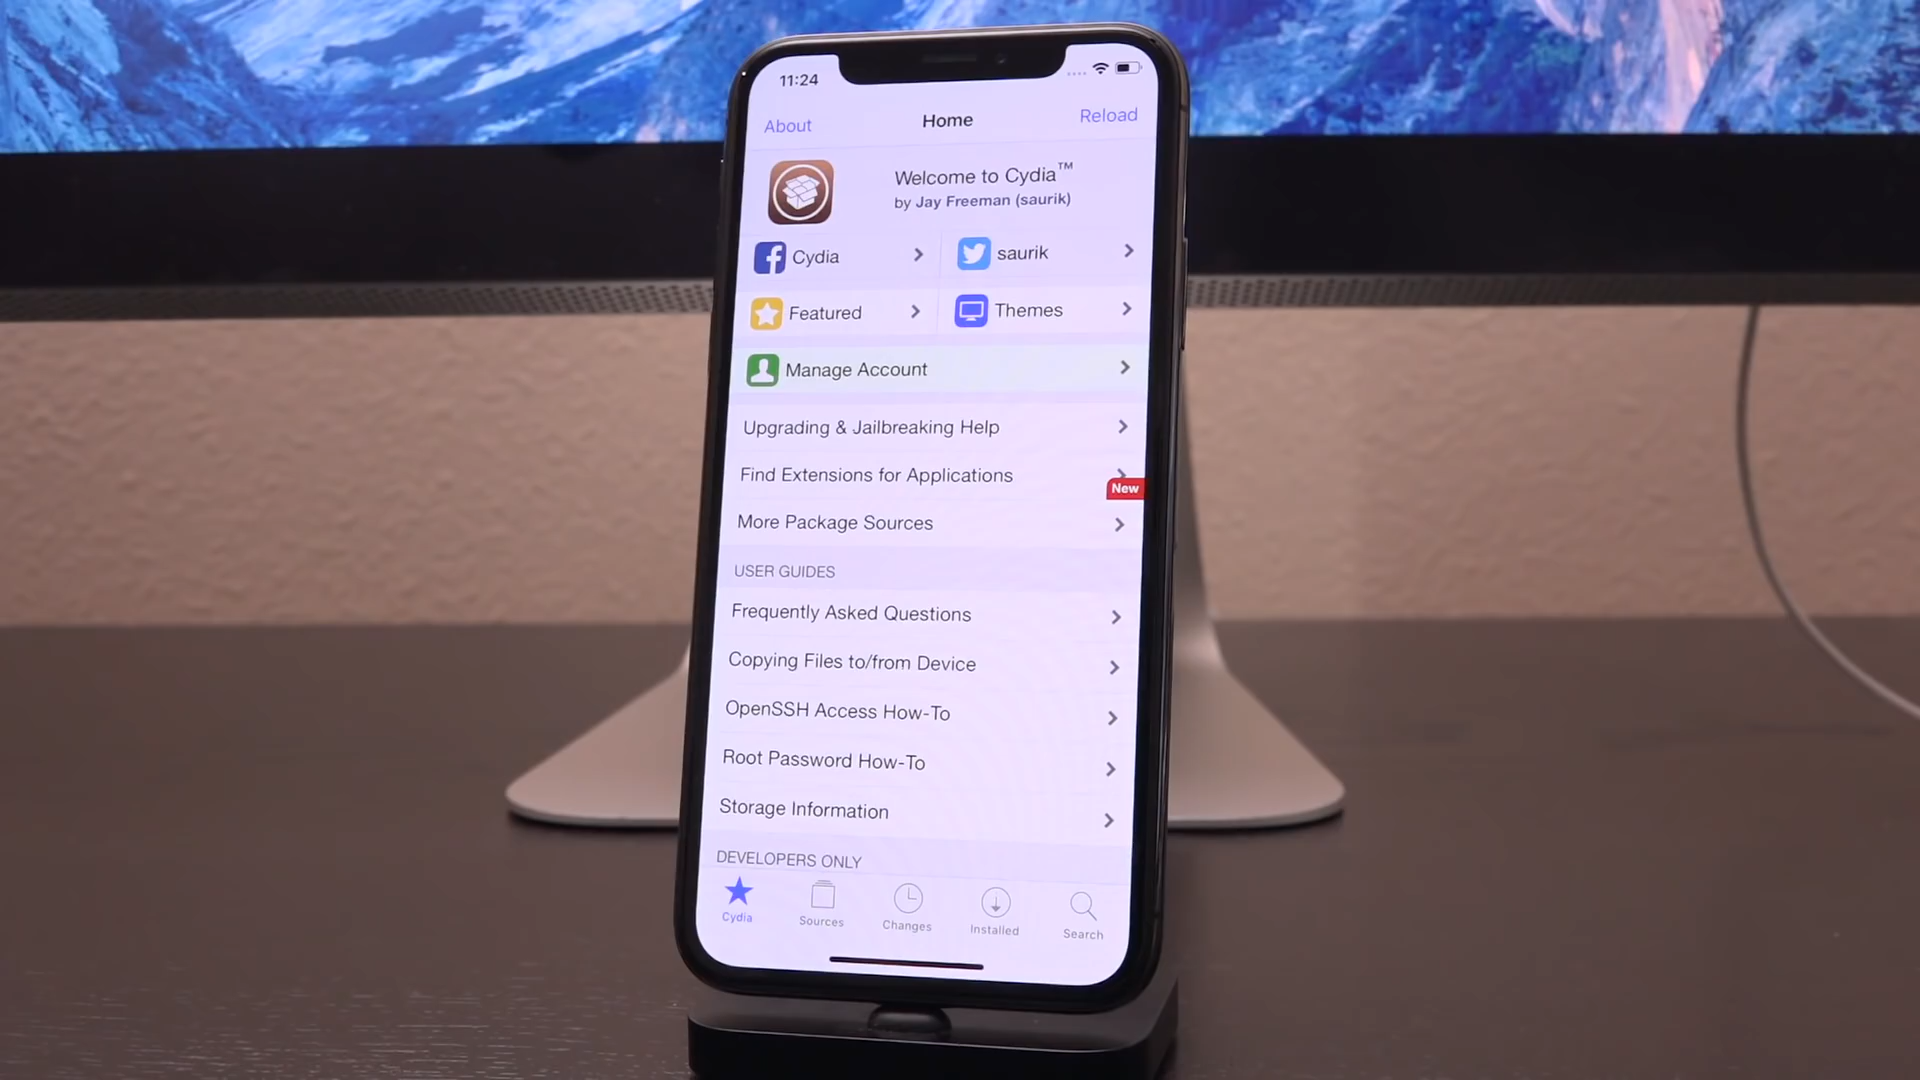 11:24
About
Home
Reload
Welcome to Cydia™
by Jay Freeman (saurik)
Cydia
saurik
Featured
Themes
Manage Account
Upgrading & Jailbreaking Help
Find Extensions for Applications
New
More Package Sources
USER GUIDES
Frequently Asked Questions
Copying Files to/from Device
OpenSSH Access How-To
Root Password How-To
Storage Information
DEVELOPERS ONLY
Cydia
Sources
Changes
Installed
Search